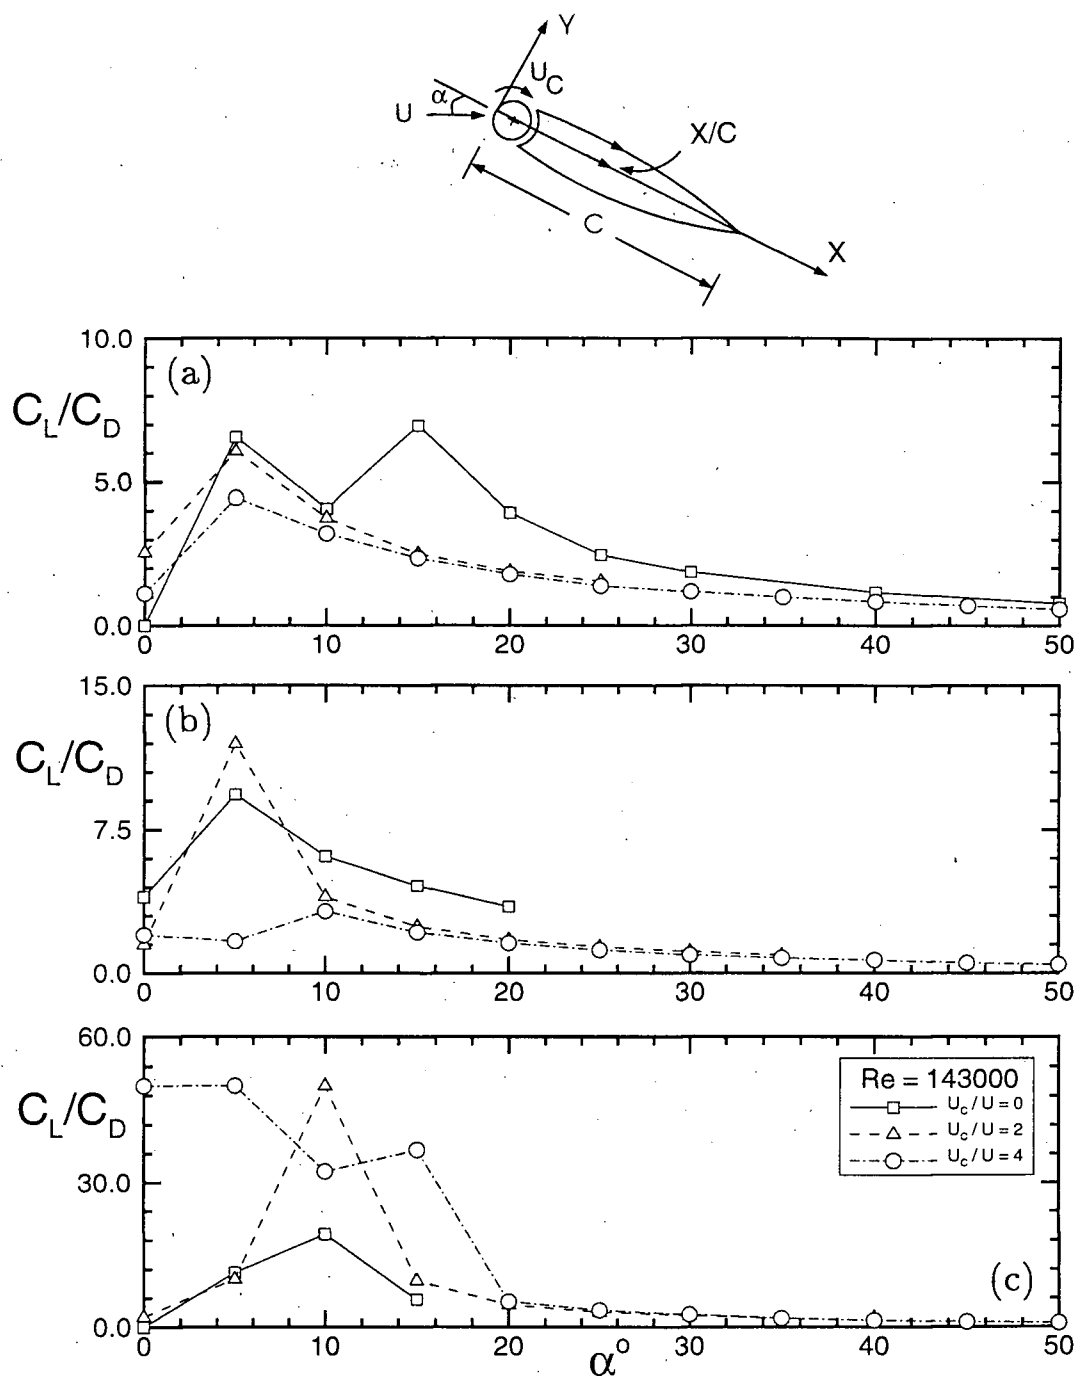 Y
U_C
α
U
X/C
C
X
(a)
C_L/C_D
10.0
5.0
0.0
0 10 20 30 40 50
(b)
C_L/C_D
15.0
7.5
0.0
0 10 20 30 40 50
(c)
C_L/C_D
60.0
30.0
0.0
Re = 143000
U_c / U = 0
U_c / U = 2
U_c / U = 4
0 10 20 30 40 50
α°